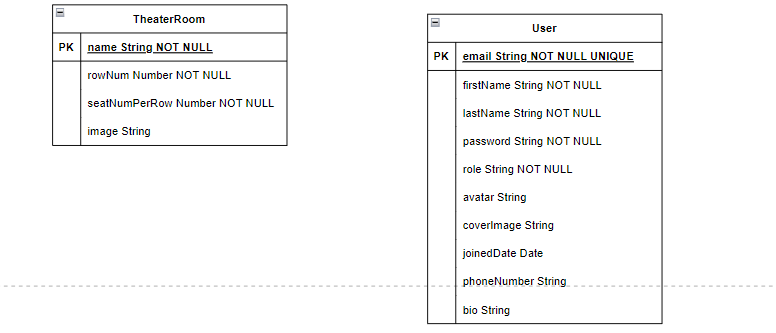 TheaterRoom
PK name String NOT NULL
rowNum Number NOT NULL
seatNumPerRow Number NOT NULL
image String
User
PK email String NOT NULL UNIQUE
firstName String NOT NULL
lastName String NOT NULL
password String NOT NULL
role String NOT NULL
avatar String
coverImage String
joinedDate Date
phoneNumber String
bio String